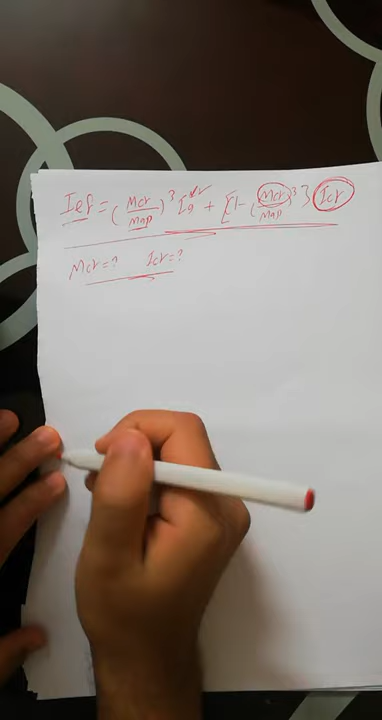 Ief = (Mcr/Map)³ Ig + [1-(Mcr/Map)³] Icr
Mcr=? Icr=?